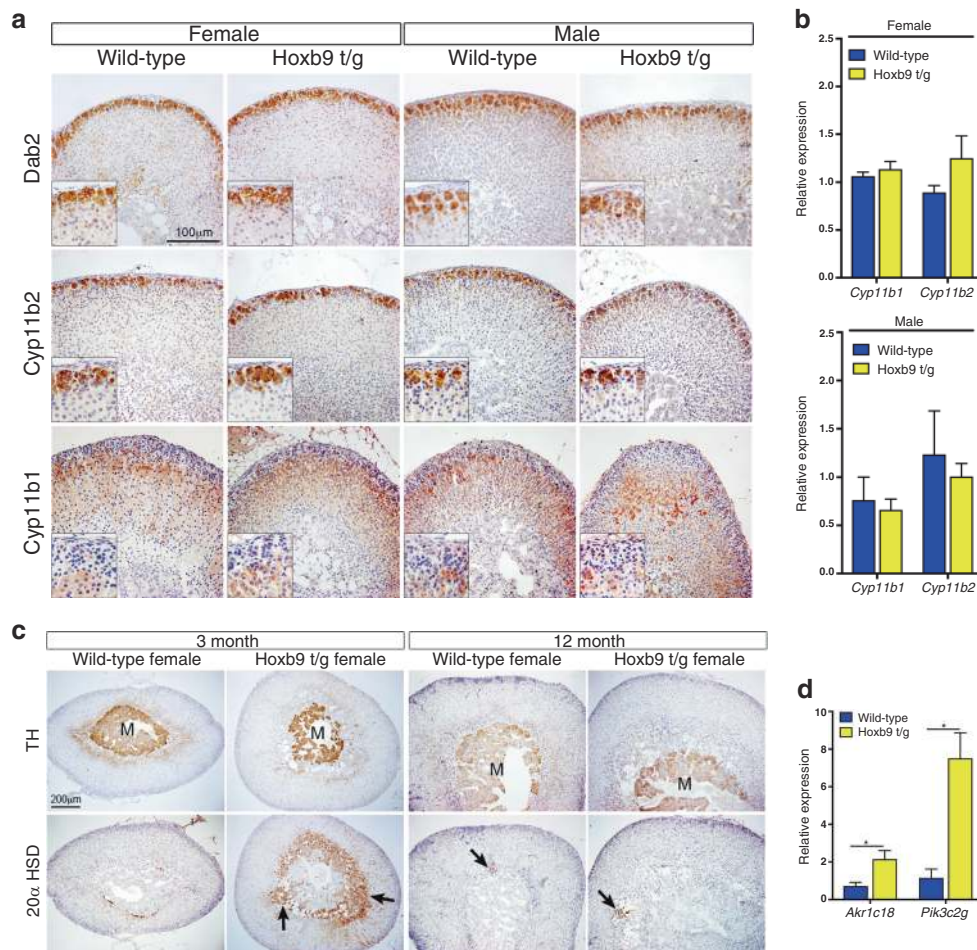 a
Female Male
Wild-type Hoxb9 t/g Wild-type Hoxb9 t/g
Dab2
100µm
Cyp11b2
Cyp11b1
b
Female
2.5
2.0
1.5
1.0
0.5
0.0
Relative expression
Wild-type
Hoxb9 t/g
Cyp11b1 Cyp11b2
Male
2.5
2.0
1.5
1.0
0.5
0.0
Relative expression
Wild-type
Hoxb9 t/g
Cyp11b1 Cyp11b2
c
3 month 12 month
Wild-type female Hoxb9 t/g female Wild-type female Hoxb9 t/g female
TH
M M M M
200µm
20α HSD
d
10
8
6
4
2
0
Relative expression
Wild-type
Hoxb9 t/g
*
*
Akr1c18 Pik3c2g